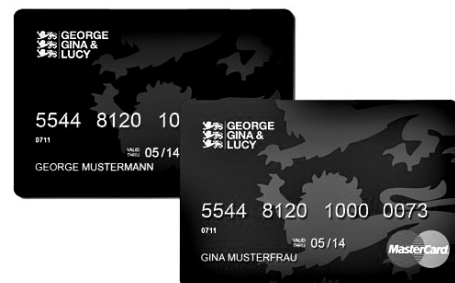 GEORGE
GINA &
LUCY
5544 8120 10
0711
VALID THRU 05/14
GEORGE MUSTERMANN
GEORGE
GINA &
LUCY
5544 8120 1000 0073
0711
VALID THRU 05/14
GINA MUSTERFRAU
MasterCard